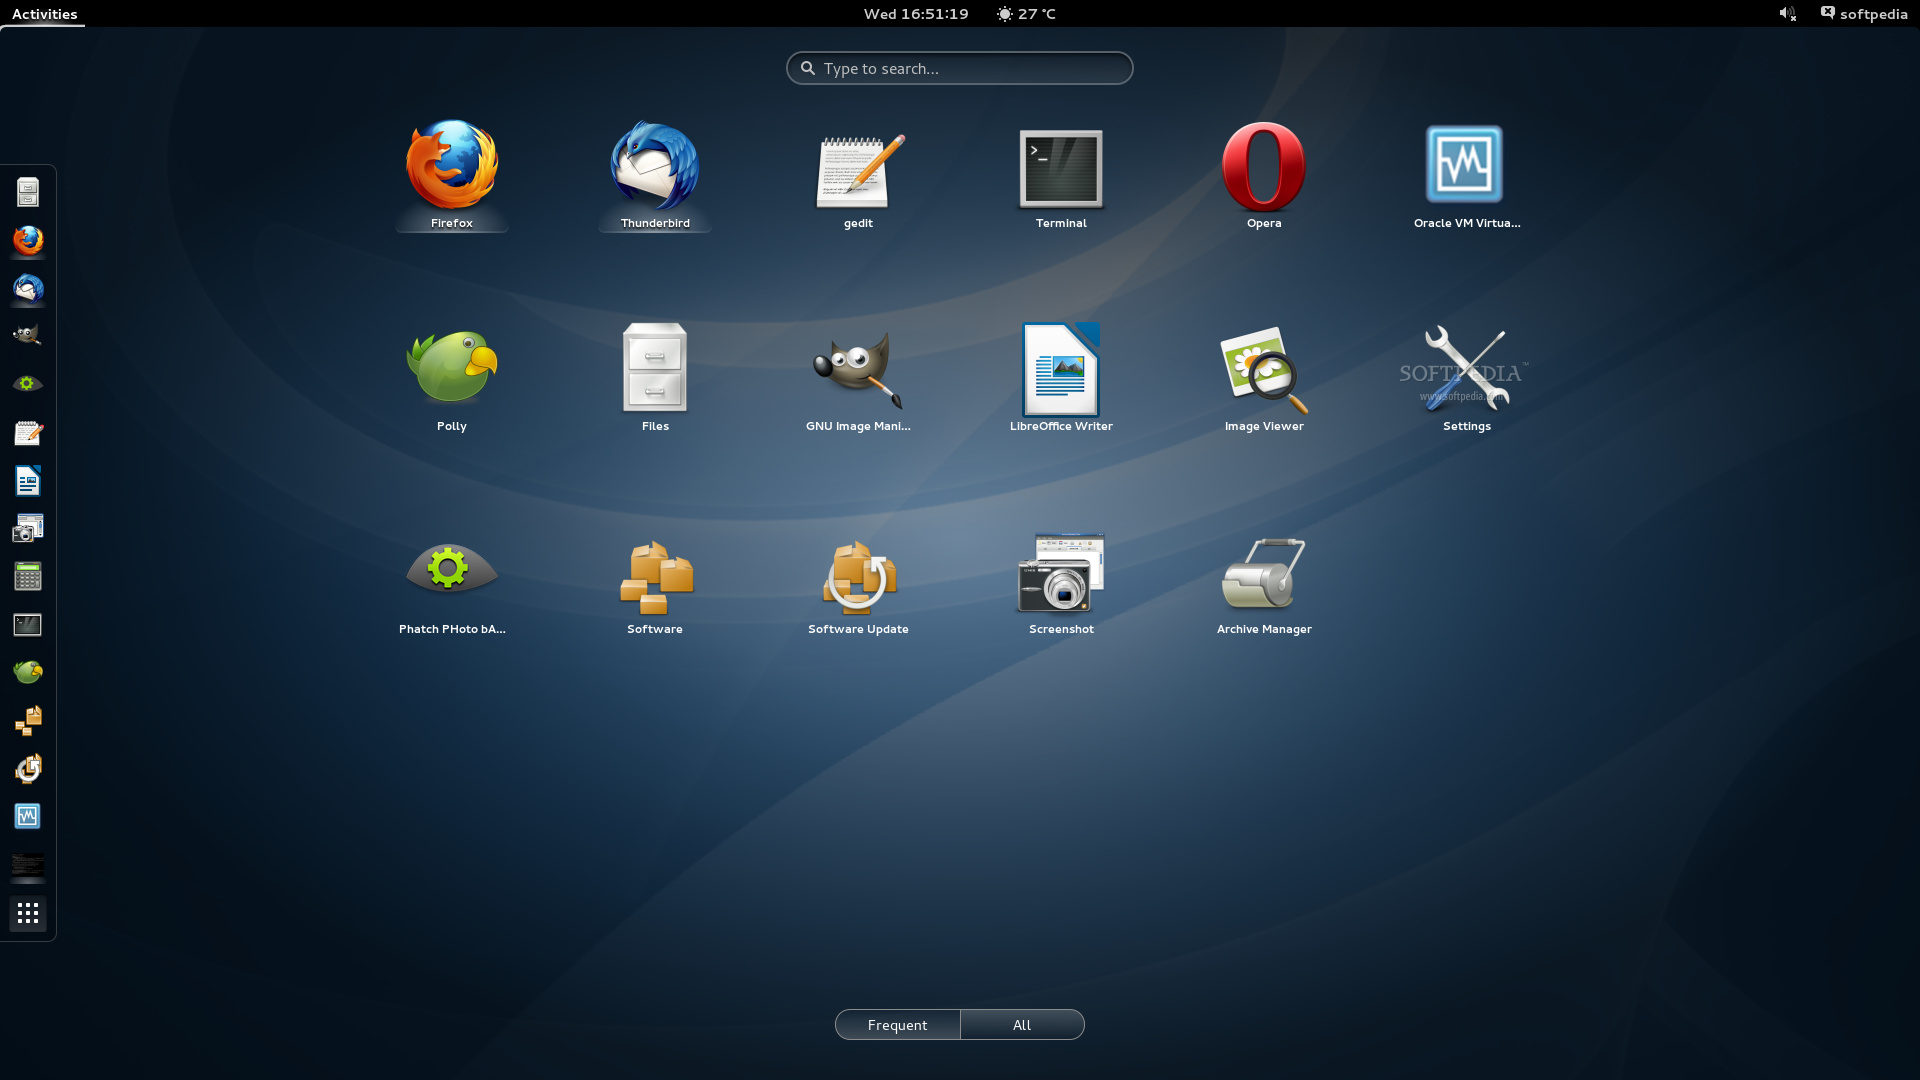 Activities
Wed 16:51:19
27 °C
softpedia
Type to search...
Firefox
Thunderbird
gedit
Terminal
Opera
Oracle VM Virtua...
Polly
Files
GNU Image Mani...
LibreOffice Writer
Image Viewer
Settings
SOFTPEDIA™
www.softpedia.com
Phatch PHoto bA...
Software
Software Update
Screenshot
Archive Manager
Frequent
All